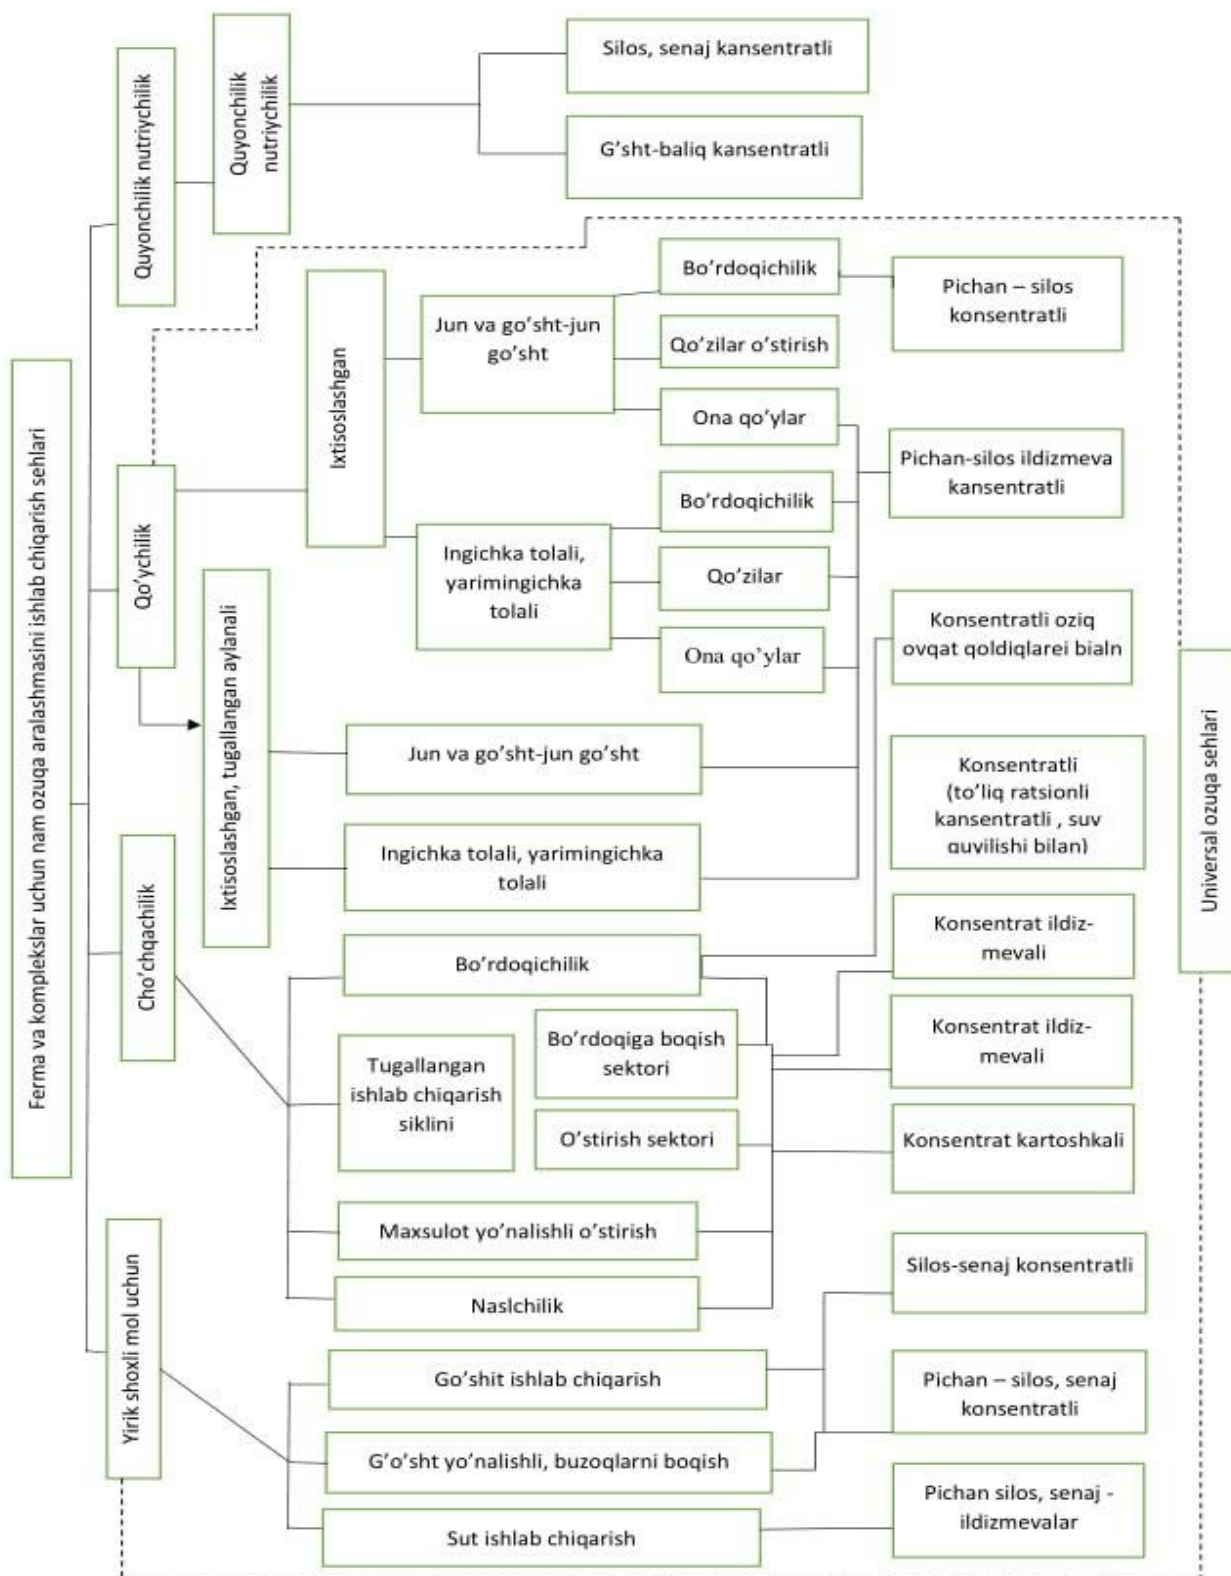 Ferma va komplekslar uchun nam ozuqa aralashmasini ishlab chiqarish sehlari
Quyonchilik nutriychilik
Quyonchilik
nutriychilik
Silos, senaj kansentratli
G'sht-baliq kansentratli
Qo'ychilik
Ixtisoslashgan
Jun va go'sht-jun
go'sht
Bo'rdoqichilik
Qo'zilar o'stirish
Ona qo'ylar
Pichan – silos
konsentratli
Pichan-silos ildizmeva
kansentratli
Ingichka tolali,
yarimingichka
tolali
Bo'rdoqichilik
Qo'zilar
Ona qo'ylar
Ixtisoslashgan, tugallangan aylanali
Jun va go'sht-jun go'sht
Ingichka tolali, yarimingichka
tolali
Konsentratli oziq
ovqat qoldiqlarei bialn
Konsentratli
(to'liq ratsionli
kansentratli , suv
quyilishi bilan)
Universal ozuqa sehlari
Cho'chqachilik
Bo'rdoqichilik
Tugallangan
ishlab chiqarish
siklini
Bo'rdoqiga boqish
sektori
O'stirish sektori
Maxsulot yo'nalishli o'stirish
Naslchilik
Konsentrat ildiz-
mevali
Konsentrat ildiz-
mevali
Konsentrat kartoshkali
Yirik shoxli mol uchun
Go'shit ishlab chiqarish
G'o'sht yo'nalishli, buzoqlarni boqish
Sut ishlab chiqarish
Silos-senaj konsentratli
Pichan – silos, senaj
konsentratli
Pichan silos, senaj -
ildizmevalar